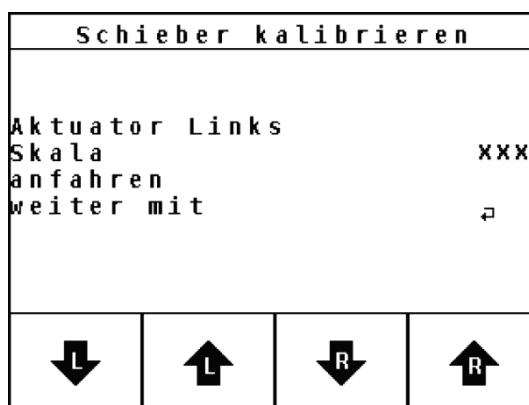 Schieber kalibrieren
Aktuator Links
Skala xxx
anfahren
weiter mit
L L R R